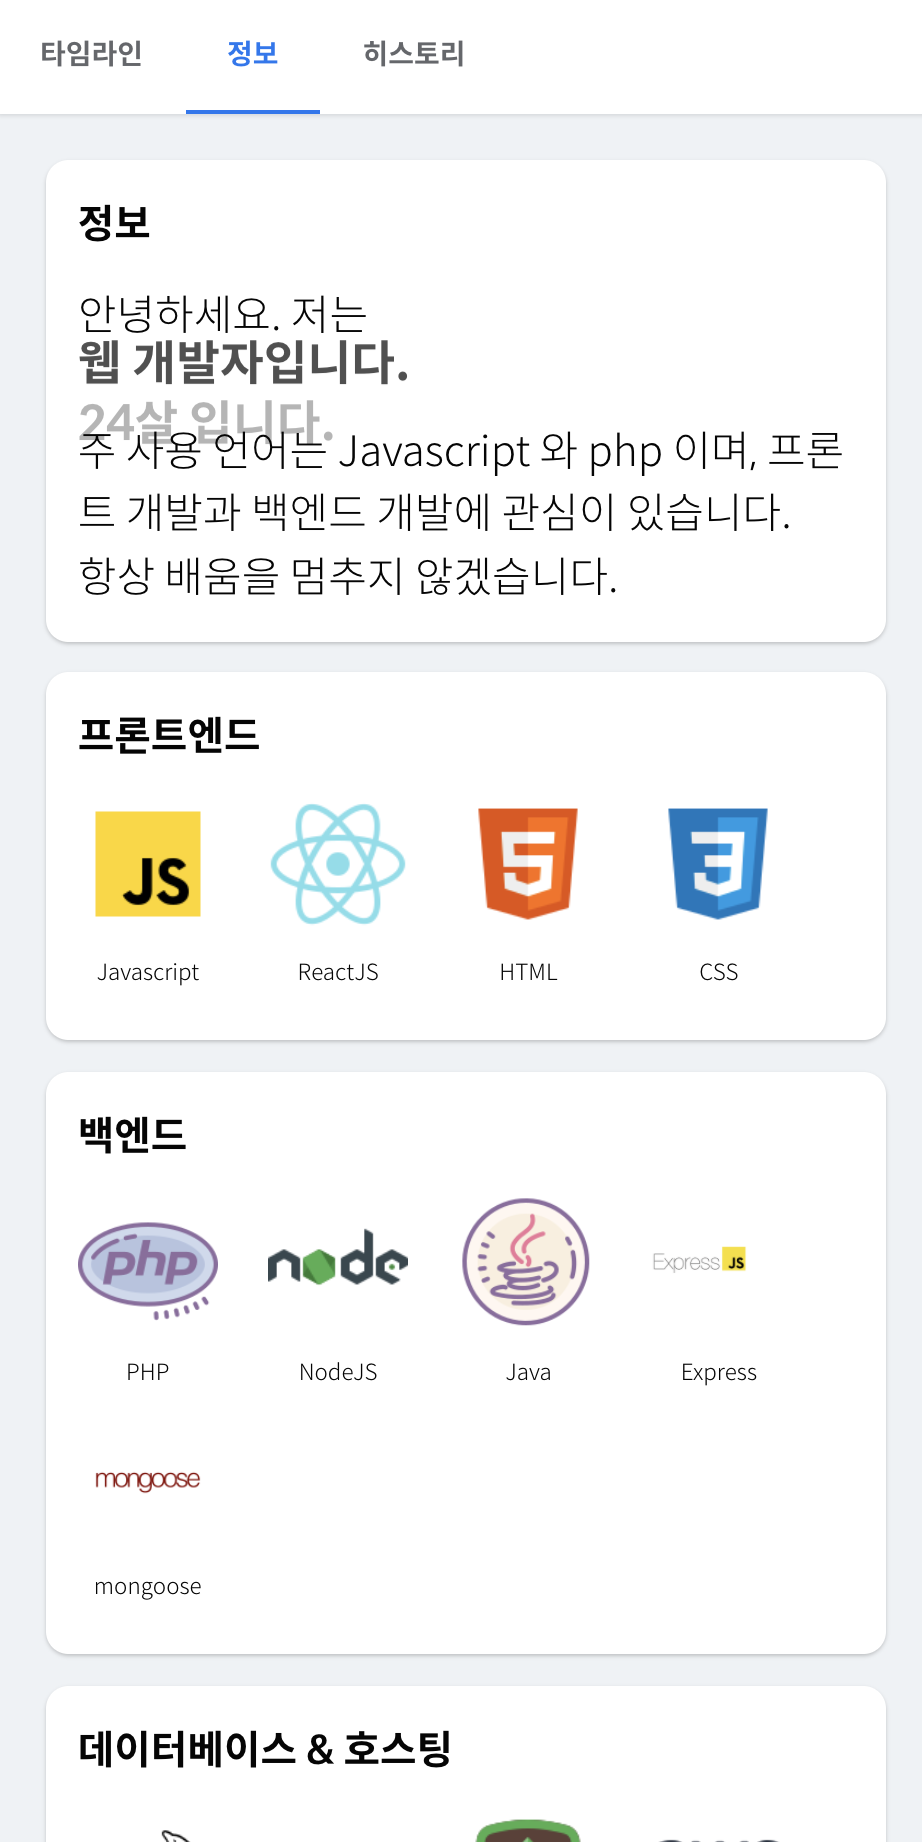 타임라인 정보 히스토리
정보
안녕하세요. 저는
웹 개발자입니다.
24살 입니다.
주 사용 언어는 Javascript 와 php 이며, 프론
트 개발과 백엔드 개발에 관심이 있습니다.
항상 배움을 멈추지 않겠습니다.
프론트엔드
JS 5 3
Javascript ReactJS HTML CSS
백엔드
php node Express JS
PHP NodeJS Java Express
mongoose
mongoose
데이터베이스 & 호스팅